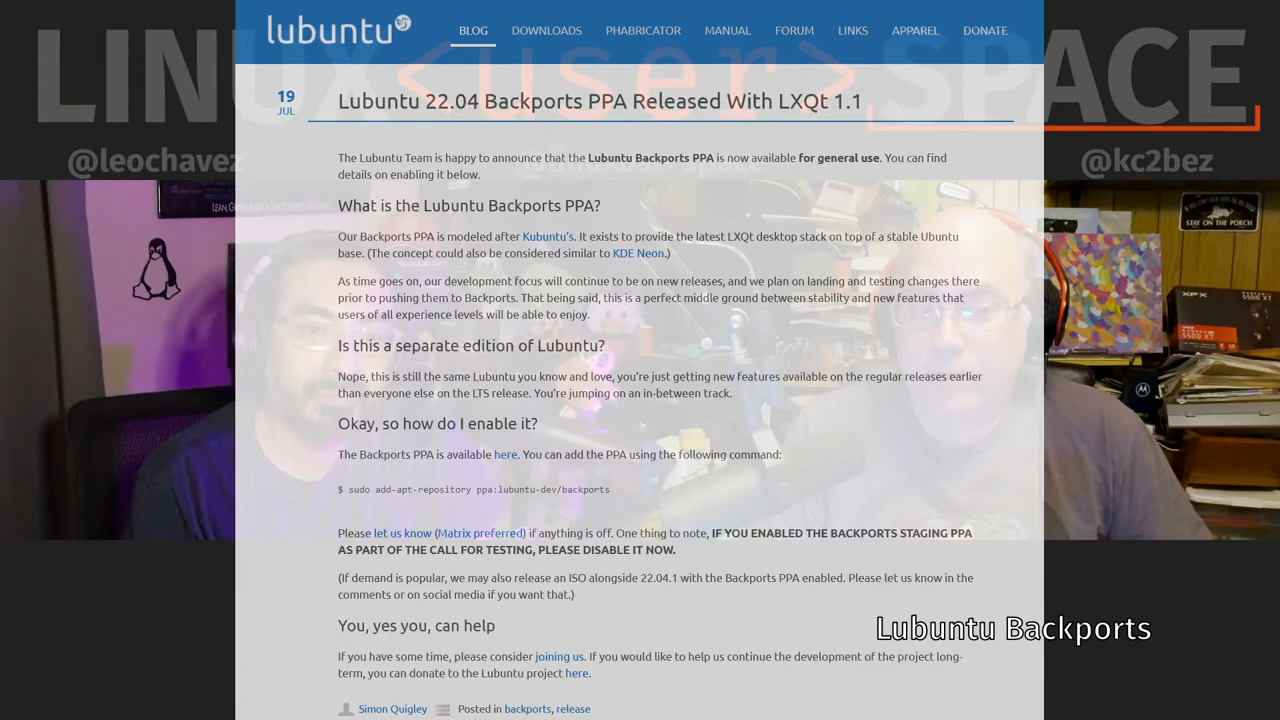 lubuntu
BLOG DOWNLOADS PHABRICATOR MANUAL FORUM LINKS APPAREL DONATE
LINUX <user> SPACE
@leochavez
@kc2bez
19
JUL
Lubuntu 22.04 Backports PPA Released With LXQt 1.1
The Lubuntu Team is happy to announce that the Lubuntu Backports PPA is now available for general use. You can find
details on enabling it below.
What is the Lubuntu Backports PPA?
Our Backports PPA is modeled after Kubuntu’s. It exists to provide the latest LXQt desktop stack on top of a stable Ubuntu
base. (The concept could also be considered similar to KDE Neon.)
As time goes on, our development focus will continue to be on new releases, and we plan on landing and testing changes there
prior to pushing them to Backports. That being said, this is a perfect middle ground between stability and new features that
users of all experience levels will be able to enjoy.
Is this a separate edition of Lubuntu?
Nope, this is still the same Lubuntu you know and love, you’re just getting new features available on the regular releases earlier
than everyone else on the LTS release. You’re jumping on an in-between track.
Okay, so how do I enable it?
The Backports PPA is available here. You can add the PPA using the following command:
$ sudo add-apt-repository ppa:lubuntu-dev/backports
Please let us know (Matrix preferred) if anything is off. One thing to note, IF YOU ENABLED THE BACKPORTS STAGING PPA
AS PART OF THE CALL FOR TESTING, PLEASE DISABLE IT NOW.
(If demand is popular, we may also release an ISO alongside 22.04.1 with the Backports PPA enabled. Please let us know in the
comments or on social media if you want that.)
You, yes you, can help
If you have some time, please consider joining us. If you would like to help us continue the development of the project long-
term, you can donate to the Lubuntu project here.
Simon Quigley Posted in backports, release
Lubuntu Backports
STAY ON THE PORCH
XFX
5500 XT
5500 XT